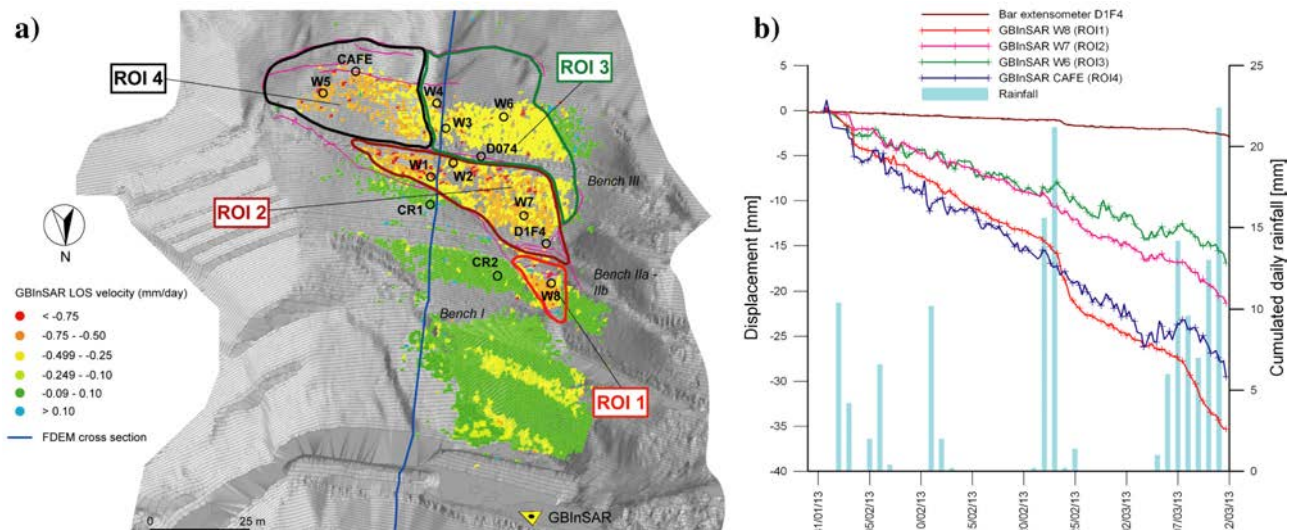 a)
ROI 4
CAFE
W5
W4
W3
W6
ROI 3
D074
W1
W2
Bench III
ROI 2
CR1
W7
D1F4
N
CR2
Bench IIa -
IIb
W8
Bench I
ROI 1
GBInSAR LOS velocity (mm/day)
< -0.75
-0.75 - -0.50
-0.499 - -0.25
-0.249 - -0.10
-0.09 - 0.10
> 0.10
FDEM cross section
0
25 m
GBInSAR
b)
Bar extensometer D1F4
GBInSAR W8 (ROI1)
GBInSAR W7 (ROI2)
GBInSAR W6 (ROI3)
GBInSAR CAFE (ROI4)
Rainfall
Displacement [mm]
5
0
-5
-10
-15
-20
-25
-30
-35
-40
25
20
15
10
5
0
Cumulated daily rainfall [mm]